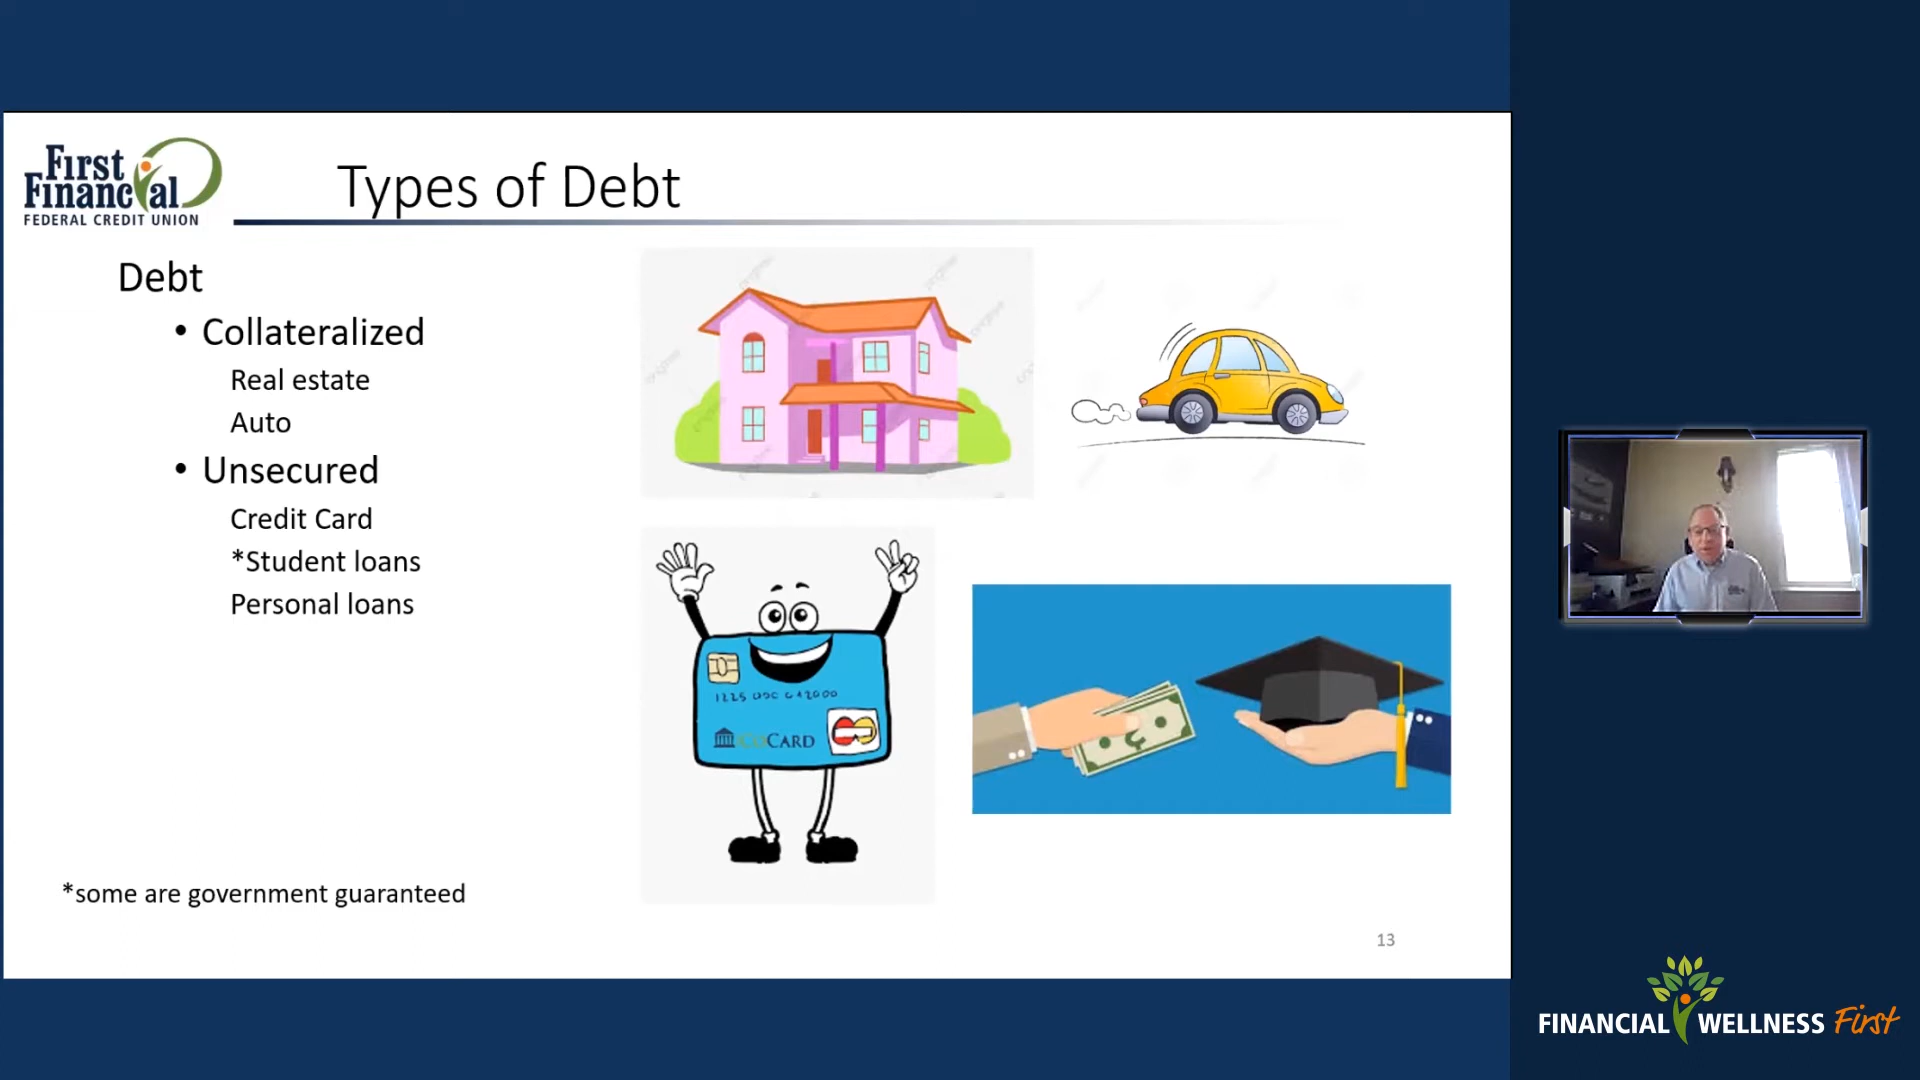 First
Financial
FEDERAL CREDIT UNION
Types of Debt
Debt
• Collateralized
Real estate
Auto
• Unsecured
Credit Card
*Student loans
Personal loans
*some are government guaranteed
CARD
13
FINANCIAL WELLNESS First